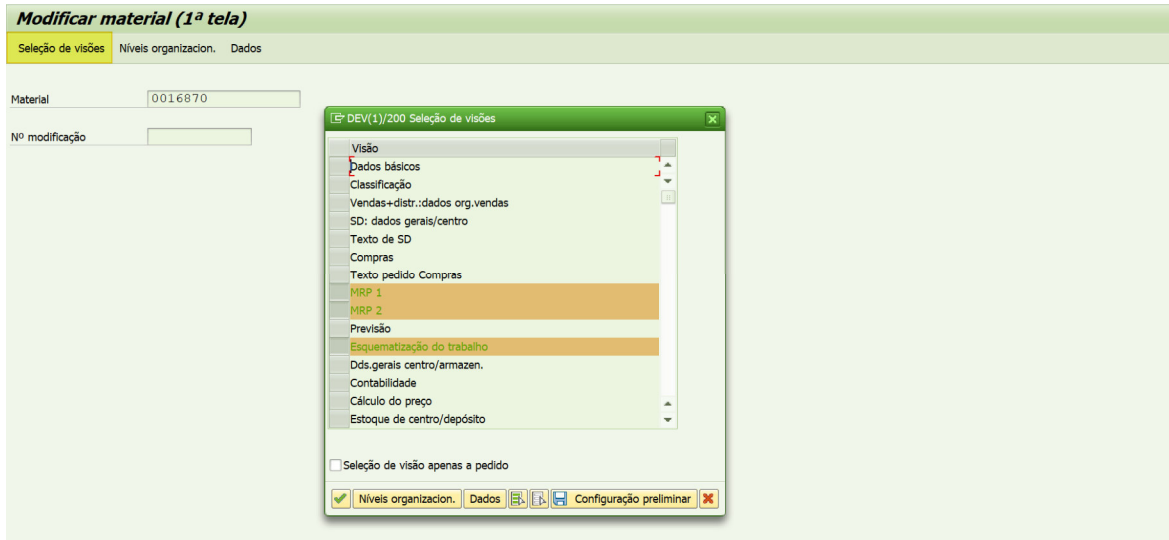 Modificar material (1ª tela)
Seleção de visões Níveis organizacion. Dados
Material 0016870
Nº modificação
DEV(1)/200 Seleção de visões
Visão
Dados básicos
Classificação
Vendas+distr.:dados org.vendas
SD: dados gerais/centro
Texto de SD
Compras
Texto pedido Compras
MRP 1
MRP 2
Previsão
Esquematização do trabalho
Dds.gerais centro/armazen.
Contabilidade
Cálculo do preço
Estoque de centro/depósito
Seleção de visão apenas a pedido
Níveis organizacion. Dados Configuração preliminar